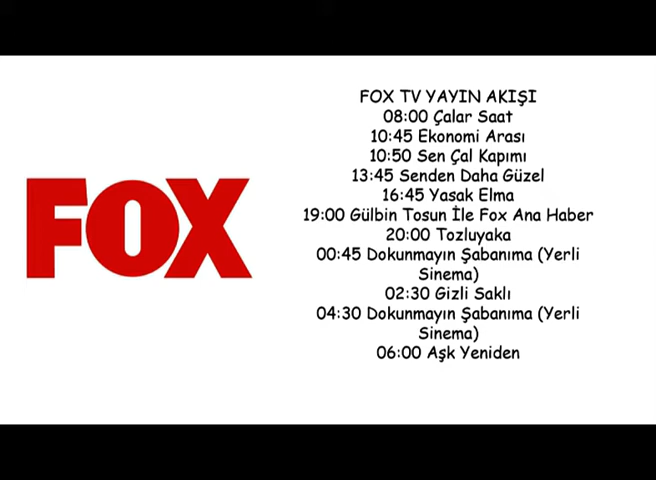 FOX
FOX TV YAYIN AKIŞI
08:00 Çalar Saat
10:45 Ekonomi Arası
10:50 Sen Çal Kapımı
13:45 Senden Daha Güzel
16:45 Yasak Elma
19:00 Gülbin Tosun İle Fox Ana Haber
20:00 Tozluyaka
00:45 Dokunmayın Şabanıma (Yerli
Sinema)
02:30 Gizli Saklı
04:30 Dokunmayın Şabanıma (Yerli
Sinema)
06:00 Aşk Yeniden